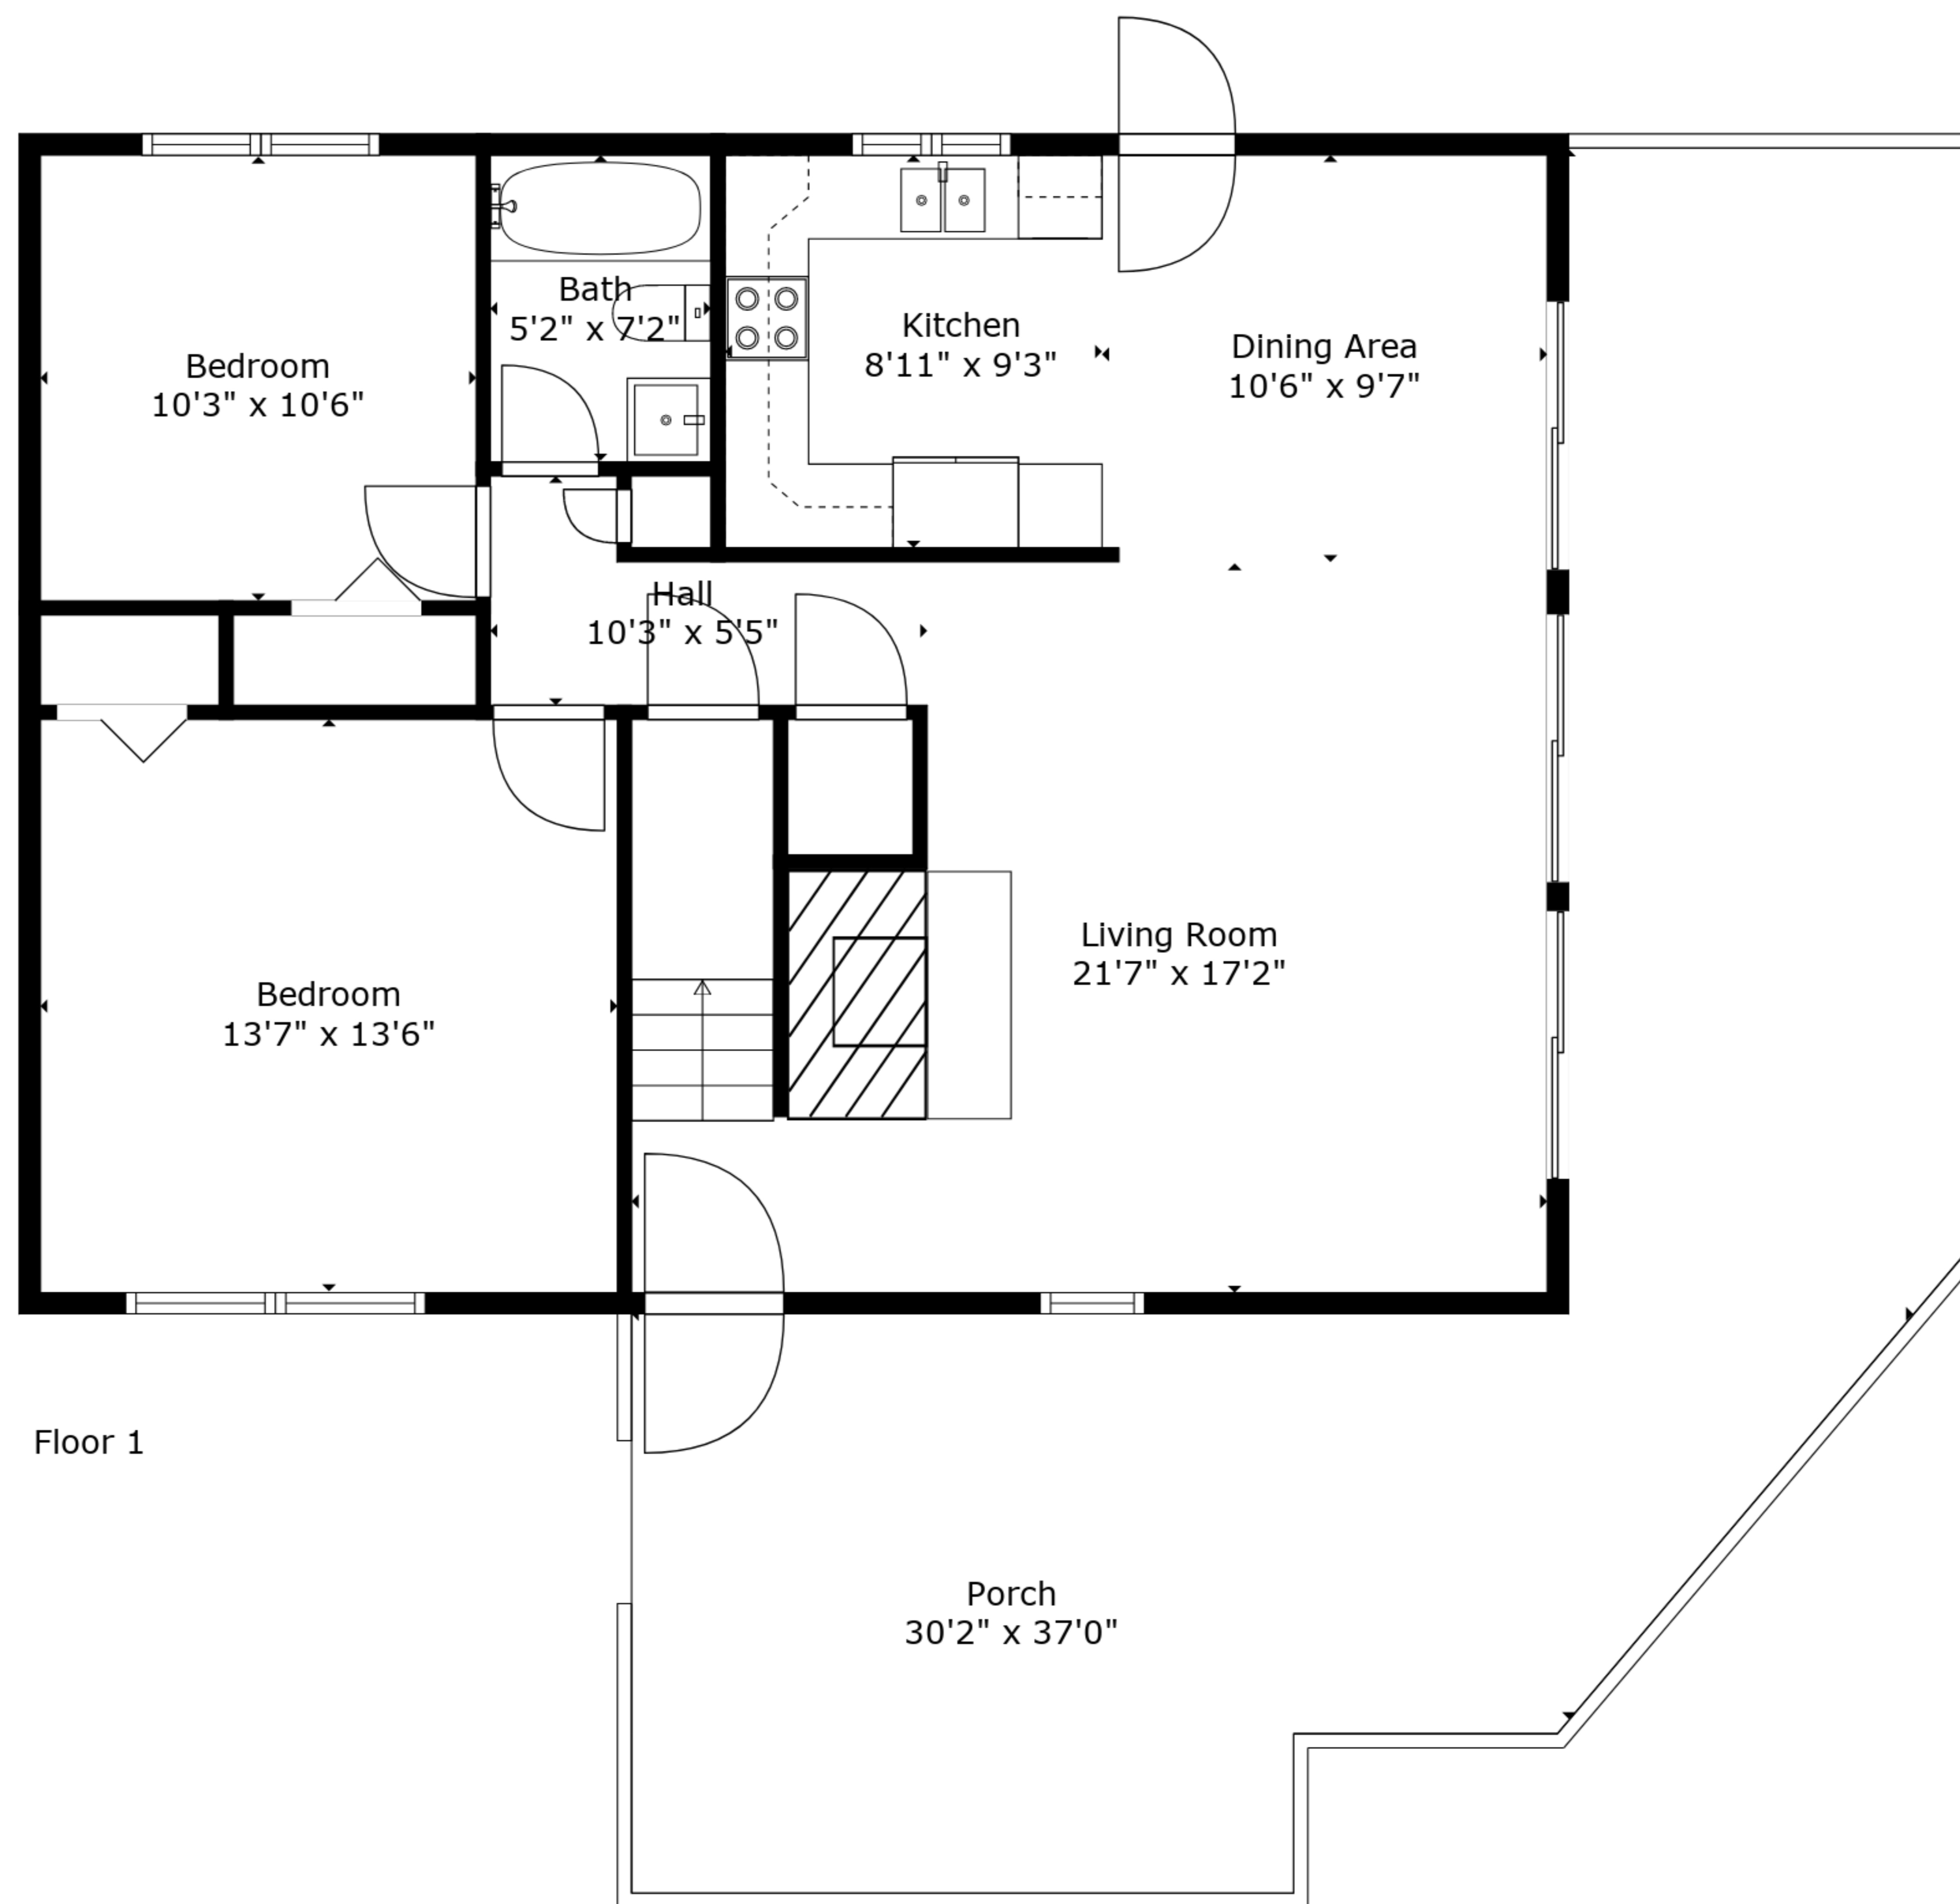 Bath
5'2" x 7'2"
Kitchen
8'11" x 9'3"
Dining Area
10'6" x 9'7"
Bedroom
10'3" x 10'6"
Hall
10'3" x 5'5"
Living Room
21'7" x 17'2"
Bedroom
13'7" x 13'6"
Floor 1
Porch
30'2" x 37'0"